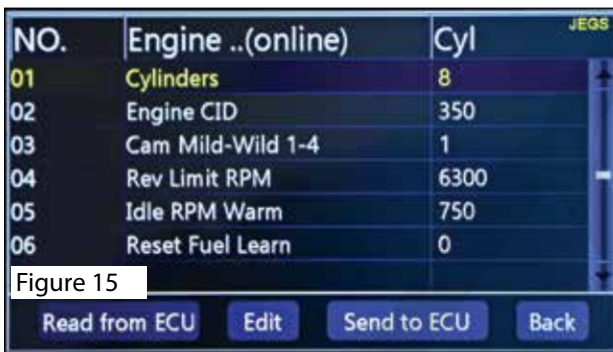 JEGS
NO. Engine ..(online) Cyl
01 Cylinders 8
02 Engine CID 350
03 Cam Mild-Wild 1-4 1
04 Rev Limit RPM 6300
05 Idle RPM Warm 750
06 Reset Fuel Learn 0
Figure 15
Read from ECU Edit Send to ECU Back